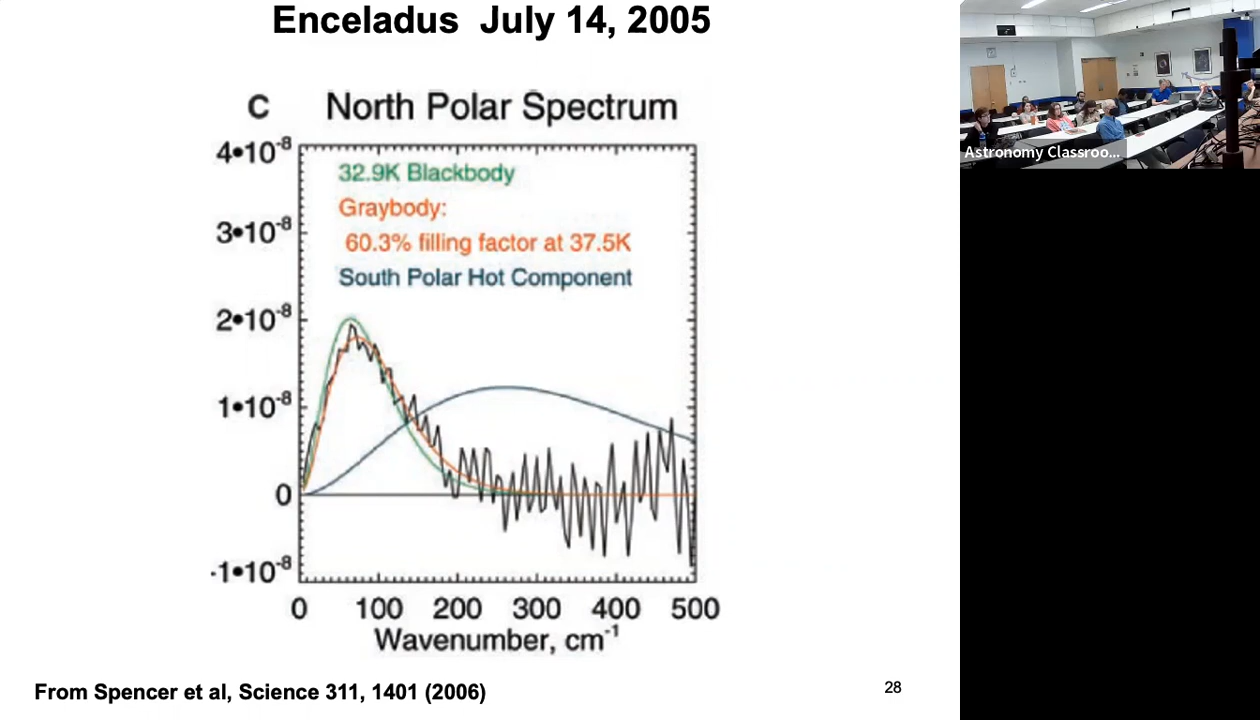 Enceladus July 14, 2005
C North Polar Spectrum
4•10⁻⁸
32.9K Blackbody
Graybody:
3•10⁻⁸
60.3% filling factor at 37.5K
South Polar Hot Component
2•10⁻⁸
1•10⁻⁸
0
-1•10⁻⁸
0 100 200 300 400 500
Wavenumber, cm⁻¹
From Spencer et al, Science 311, 1401 (2006)
28
Astronomy Classroo...